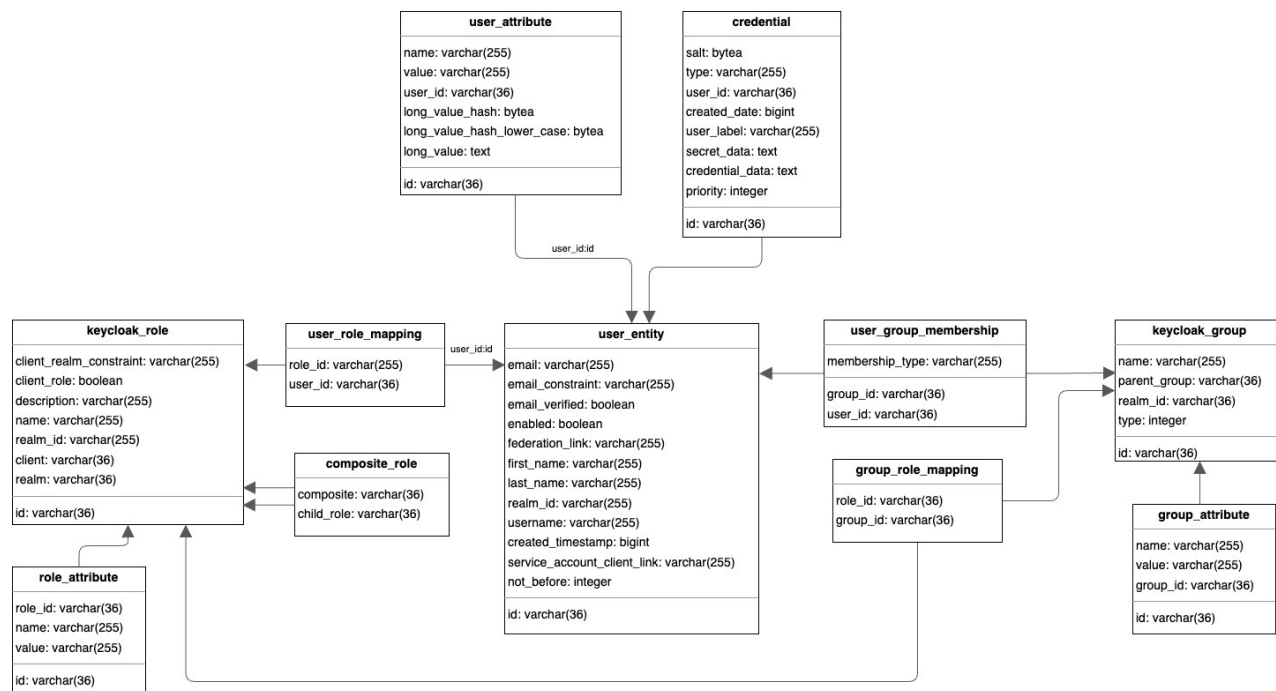 user_attribute
name: varchar(255)
value: varchar(255)
user_id: varchar(36)
long_value_hash: bytea
long_value_hash_lower_case: bytea
long_value: text
id: varchar(36)
credential
salt: bytea
type: varchar(255)
user_id: varchar(36)
created_date: bigint
user_label: varchar(255)
secret_data: text
credential_data: text
priority: integer
id: varchar(36)
user_id:id
keycloak_role
client_realm_constraint: varchar(255)
client_role: boolean
description: varchar(255)
name: varchar(255)
realm_id: varchar(255)
client: varchar(36)
realm: varchar(36)
id: varchar(36)
user_role_mapping
role_id: varchar(255)
user_id: varchar(36)
user_id:id
composite_role
composite: varchar(36)
child_role: varchar(36)
user_entity
email: varchar(255)
email_constraint: varchar(255)
email_verified: boolean
enabled: boolean
federation_link: varchar(255)
first_name: varchar(255)
last_name: varchar(255)
realm_id: varchar(255)
username: varchar(255)
created_timestamp: bigint
service_account_client_link: varchar(255)
not_before: integer
id: varchar(36)
user_group_membership
membership_type: varchar(255)
group_id: varchar(36)
user_id: varchar(36)
group_role_mapping
role_id: varchar(36)
group_id: varchar(36)
keycloak_group
name: varchar(255)
parent_group: varchar(36)
realm_id: varchar(36)
type: integer
id: varchar(36)
group_attribute
name: varchar(255)
value: varchar(255)
group_id: varchar(36)
id: varchar(36)
role_attribute
role_id: varchar(36)
name: varchar(255)
value: varchar(255)
id: varchar(36)